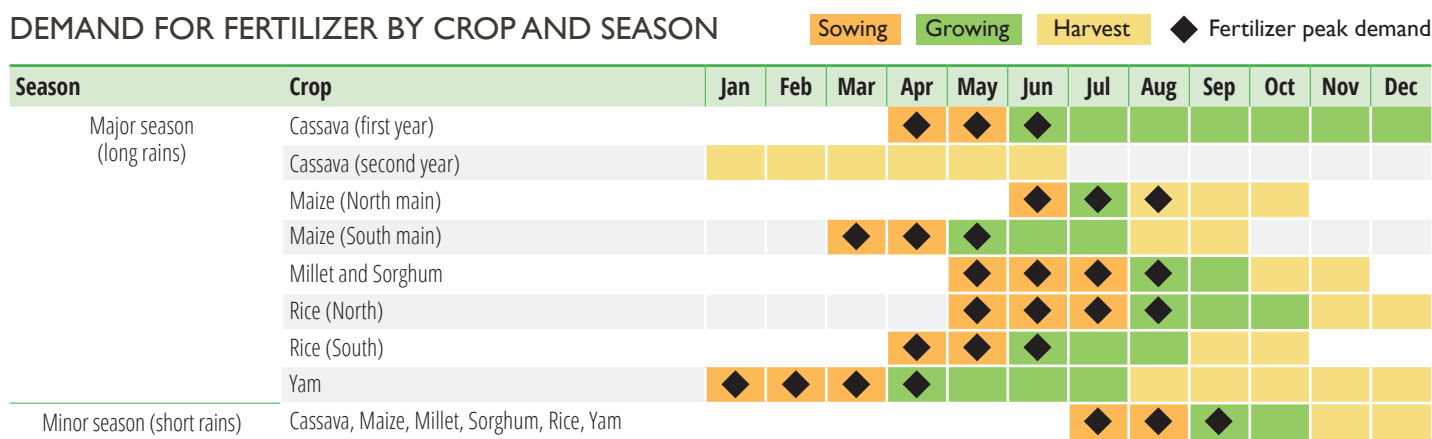 DEMAND FOR FERTILIZER BY CROP AND SEASON
Sowing Growing Harvest Fertilizer peak demand
Season Crop Jan Feb Mar Apr May Jun Jul Aug Sep Oct Nov Dec
Major season
(long rains)
Cassava (first year)
Cassava (second year)
Maize (North main)
Maize (South main)
Millet and Sorghum
Rice (North)
Rice (South)
Yam
Minor season (short rains) Cassava, Maize, Millet, Sorghum, Rice, Yam